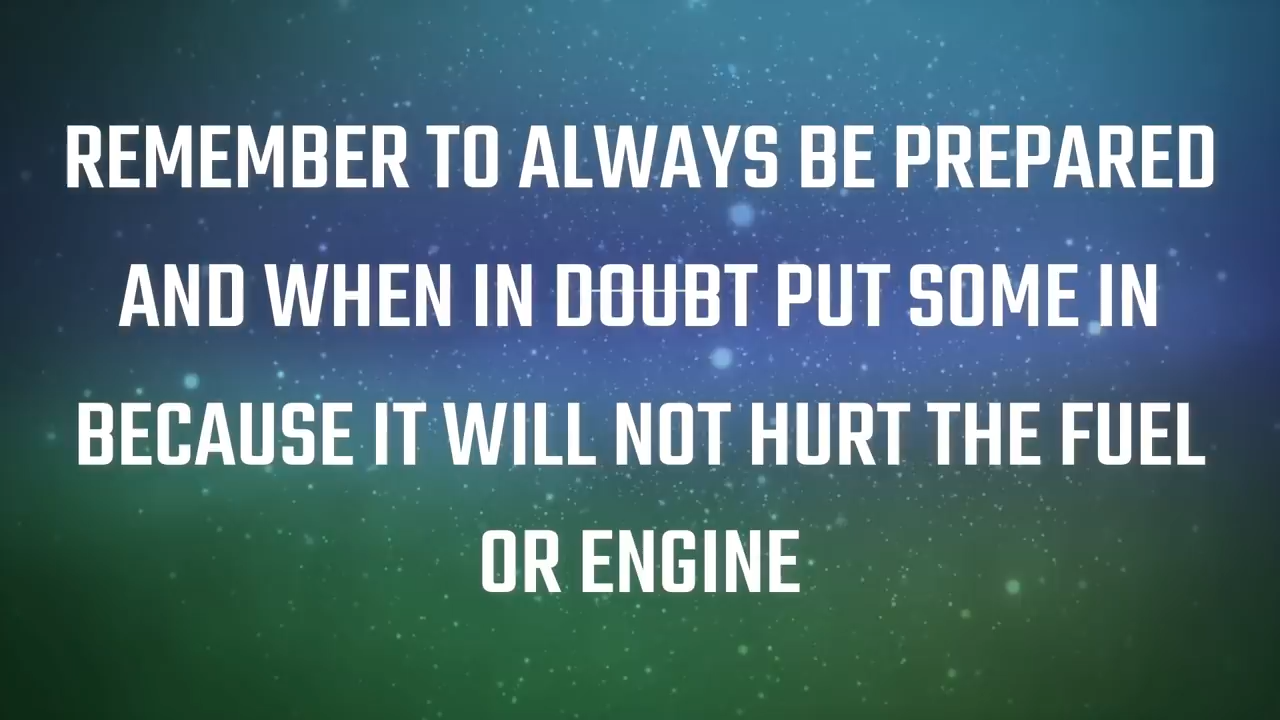 REMEMBER TO ALWAYS BE PREPARED
AND WHEN IN DOUBT PUT SOME IN
BECAUSE IT WILL NOT HURT THE FUEL
OR ENGINE